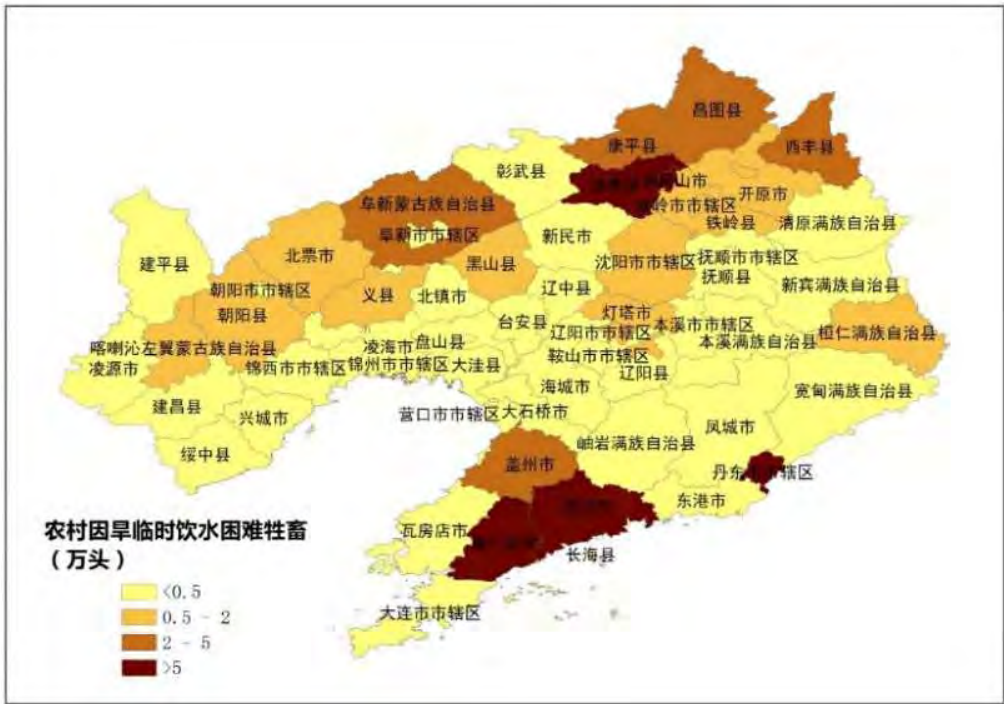 昌图县
康平县
西丰县
彰武县
开原市
阜新蒙古族自治县
铁岭县
清原满族自治县
阜新市市辖区
新民市
北票市
建平县
黑山县
沈阳市市辖区
抚顺市市辖区
抚顺县
新宾满族自治县
朝阳市市辖区
义县
北镇市
辽中县
朝阳县
灯塔市
台安县
辽阳市市辖区
本溪市市辖区
桓仁满族自治县
盘山县
本溪满族自治县
喀喇沁左翼蒙古族自治县
凌海市
鞍山市市辖区
凌源市
锦西市市辖区
锦州市市辖区
大洼县
辽阳县
海城市
宽甸满族自治县
建昌县
兴城市
营口市市辖区
大石桥市
凤城市
岫岩满族自治县
绥中县
盖州市
东港市
瓦房店市
长海县
大连市市辖区
农村因旱临时饮水困难牲畜
（万头）
<0.5
0.5 - 2
2 - 5
>5